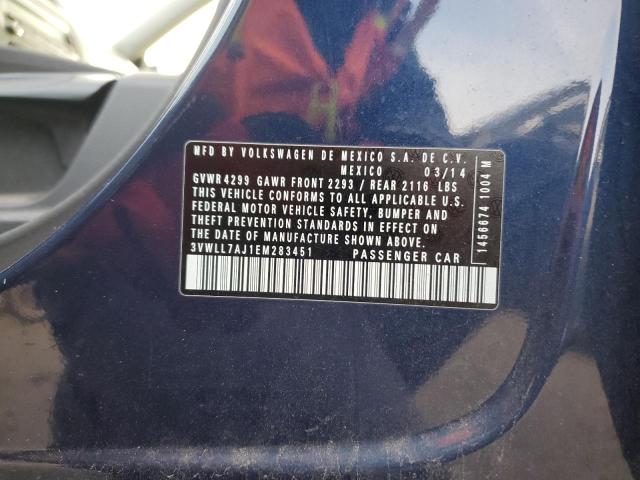 MFD BY VOLKSWAGEN DE MEXICO S.A. DE C.V.
MEXICO 03/14
GVWR 4299 GAWR FRONT 2293 / REAR 2116 LBS
THIS VEHICLE CONFORMS TO ALL APPLICABLE U.S.
FEDERAL MOTOR VEHICLE SAFETY, BUMPER AND
THEFT PREVENTION STANDARDS IN EFFECT ON
THE DATE OF MANUFACTURE SHOWN ABOVE.
3VWLL7AJ1EM283451 PASSENGER CAR
1456674 1004 M